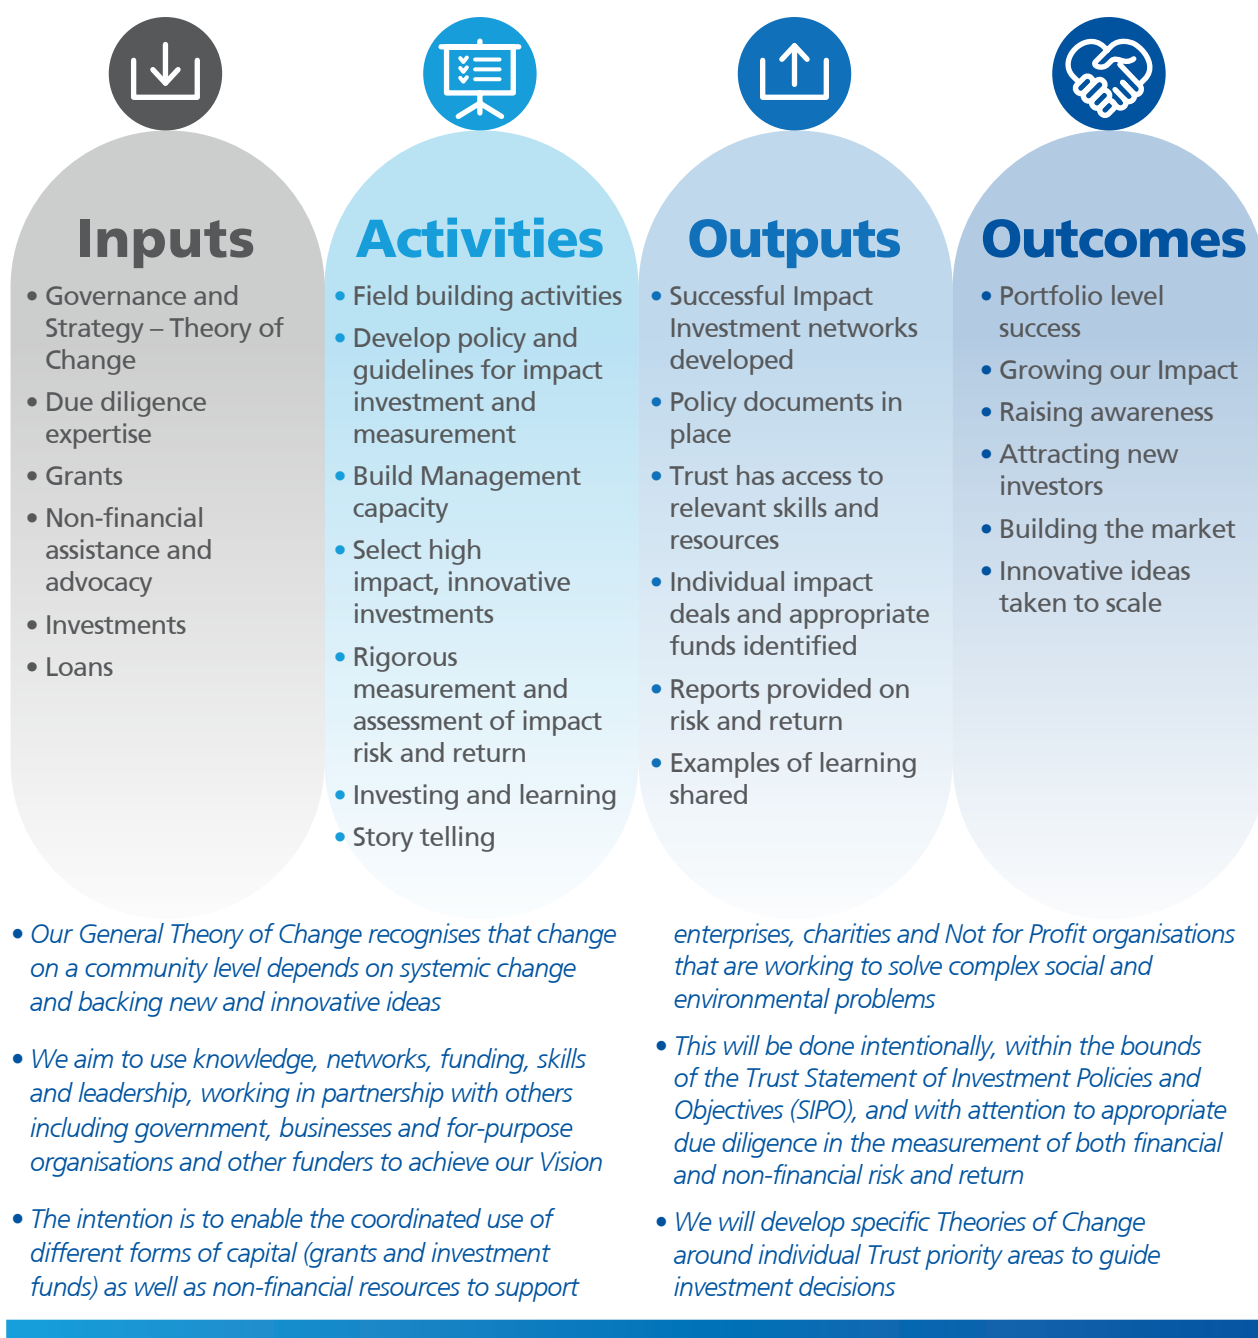 Inputs
• Governance and
Strategy – Theory of
Change
• Due diligence
expertise
• Grants
• Non-financial
assistance and
advocacy
• Investments
• Loans
Activities
• Field building activities
• Develop policy and
guidelines for impact
investment and
measurement
• Build Management
capacity
• Select high
impact, innovative
investments
• Rigorous
measurement and
assessment of impact
risk and return
• Investing and learning
• Story telling
Outputs
• Successful Impact
Investment networks
developed
• Policy documents in
place
• Trust has access to
relevant skills and
resources
• Individual impact
deals and appropriate
funds identified
• Reports provided on
risk and return
• Examples of learning
shared
Outcomes
• Portfolio level
success
• Growing our Impact
• Raising awareness
• Attracting new
investors
• Building the market
• Innovative ideas
taken to scale
• Our General Theory of Change recognises that change
on a community level depends on systemic change
and backing new and innovative ideas
• We aim to use knowledge, networks, funding, skills
and leadership, working in partnership with others
including government, businesses and for-purpose
organisations and other funders to achieve our Vision
• The intention is to enable the coordinated use of
different forms of capital (grants and investment
funds) as well as non-financial resources to support
enterprises, charities and Not for Profit organisations
that are working to solve complex social and
environmental problems
• This will be done intentionally, within the bounds
of the Trust Statement of Investment Policies and
Objectives (SIPO), and with attention to appropriate
due diligence in the measurement of both financial
and non-financial risk and return
• We will develop specific Theories of Change
around individual Trust priority areas to guide
investment decisions